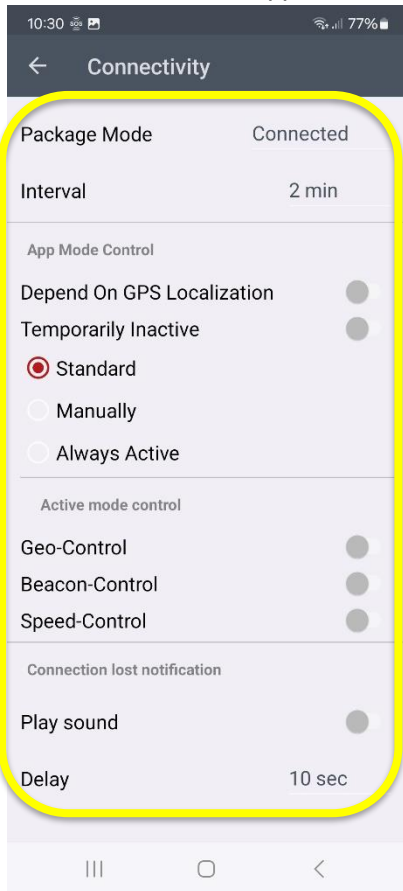 10:30 sos 77%
Connectivity
Package Mode Connected
Interval 2 min
App Mode Control
Depend On GPS Localization
Temporarily Inactive
Standard
Manually
Always Active
Active mode control
Geo-Control
Beacon-Control
Speed-Control
Connection lost notification
Play sound
Delay 10 sec